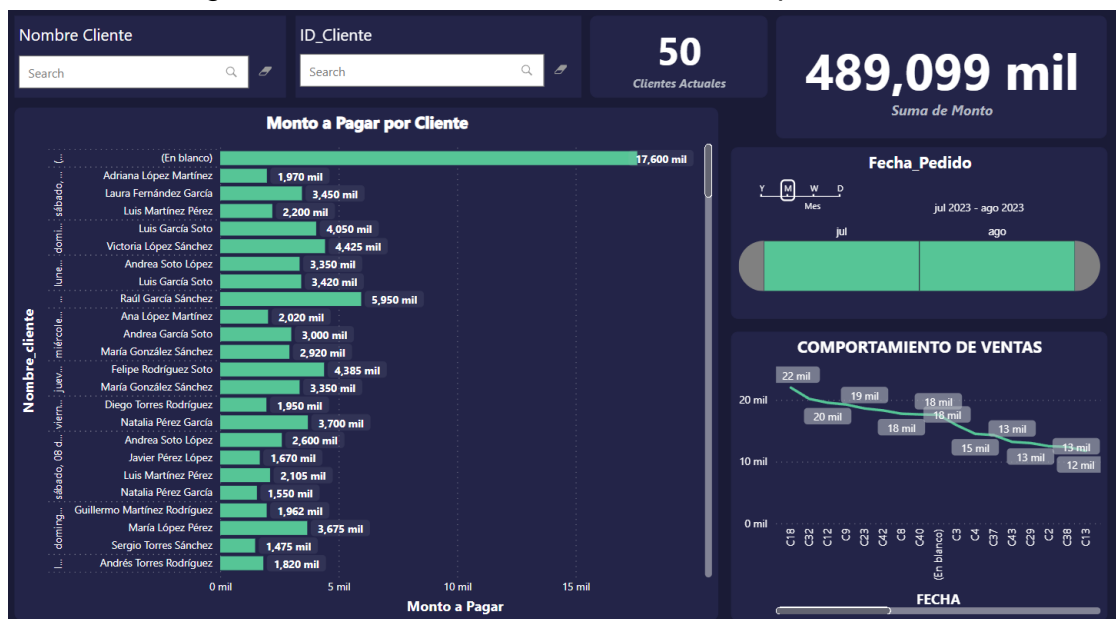 Nombre Cliente
Search
ID_Cliente
Search
50
Clientes Actuales
489,099 mil
Suma de Monto
Monto a Pagar por Cliente
Nombre_cliente
(...
(En blanco) 17,600 mil
sábado, ...
Adriana López Martínez 1,970 mil
Laura Fernández García 3,450 mil
Luis Martínez Pérez 2,200 mil
domi...
Luis García Soto 4,050 mil
Victoria López Sánchez 4,425 mil
lune...
Andrea Soto López 3,350 mil
Luis García Soto 3,420 mil
...
Raúl García Sánchez 5,950 mil
miércole...
Ana López Martínez 2,020 mil
Andrea García Soto 3,000 mil
María González Sánchez 2,920 mil
juev...
Felipe Rodríguez Soto 4,385 mil
María González Sánchez 3,350 mil
viern...
Diego Torres Rodríguez 1,950 mil
Natalia Pérez García 3,700 mil
sábado, 08 d...
Andrea Soto López 2,600 mil
Javier Pérez López 1,670 mil
Luis Martínez Pérez 2,105 mil
Natalia Pérez García 1,550 mil
doming...
Guillermo Martínez Rodríguez 1,962 mil
María López Pérez 3,675 mil
Sergio Torres Sánchez 1,475 mil
l...
Andrés Torres Rodríguez 1,820 mil
0 mil 5 mil 10 mil 15 mil
Monto a Pagar
Fecha_Pedido
Y M W D
Mes
jul 2023 - ago 2023
jul ago
COMPORTAMIENTO DE VENTAS
20 mil
10 mil
0 mil
22 mil
20 mil
19 mil
18 mil
18 mil
18 mil
15 mil
13 mil
13 mil
13 mil
12 mil
C18 C32 C12 C9 C23 C42 C8 C40 (En blanco) C3 C4 C37 C43 C29 C2 C38 C13
FECHA